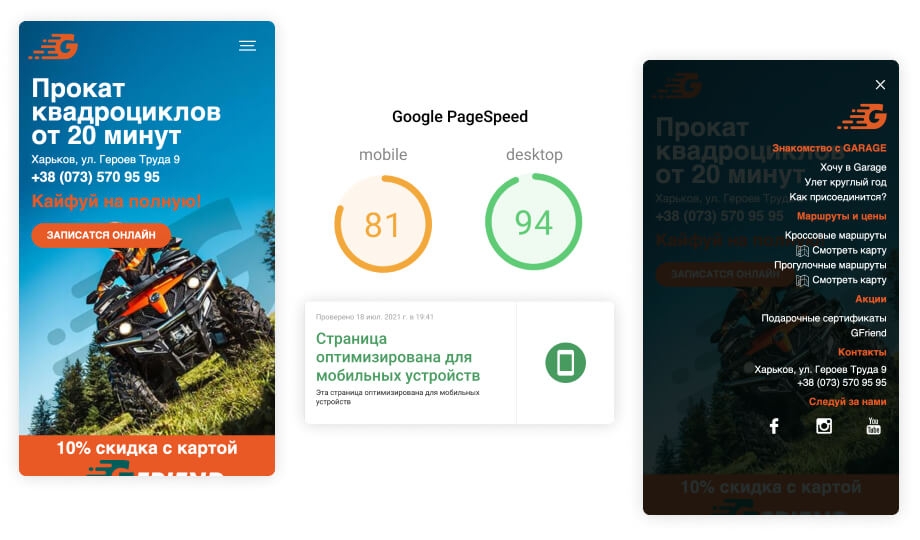 G
Прокат
квадроциклов
от 20 минут
Харьков, ул. Героев Труда 9
+38 (073) 570 95 95
Кайфуй на полную!
ЗАПИСАТСЯ ОНЛАЙН
10% скидка с картой
GFRIEND
Google PageSpeed
mobile
desktop
81
94
Проверено 18 июл. 2021 г. в 19:41
Страница
оптимизирована для
мобильных устройств
Эта страница оптимизирована для мобильных
устройств
G
Прокат
квадроциклов
от 20 минут
Харьков, ул. Героев Труда 9
+38 (073) 570 95 95
Кайфуй на полную!
ЗАПИСАТСЯ ОНЛАЙН
10% скидка с картой
GFRIEND
G
Знакомство с GARAGE
Хочу в Garage
Улет круглый год
Как присоединится?
Маршруты и цены
Кроссовые маршруты
Смотреть карту
Прогулочные маршруты
Смотреть карту
Акции
Подарочные сертификаты
GFriend
Контакты
Харьков, ул. Героев Труда 9
+38 (073) 570 95 95
Следуй за нами
You
Tube